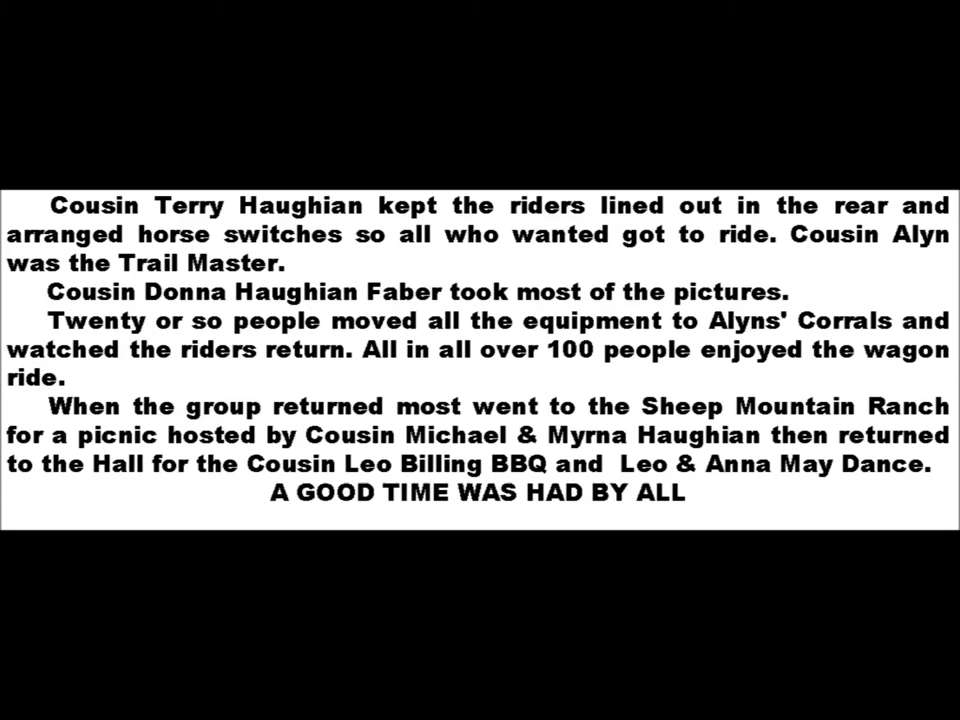 Cousin Terry Haughian kept the riders lined out in the rear and
arranged horse switches so all who wanted got to ride. Cousin Alyn
was the Trail Master.
Cousin Donna Haughian Faber took most of the pictures.
Twenty or so people moved all the equipment to Alyns' Corrals and
watched the riders return. All in all over 100 people enjoyed the wagon
ride.
When the group returned most went to the Sheep Mountain Ranch
for a picnic hosted by Cousin Michael & Myrna Haughian then returned
to the Hall for the Cousin Leo Billing BBQ and  Leo & Anna May Dance.
A GOOD TIME WAS HAD BY ALL